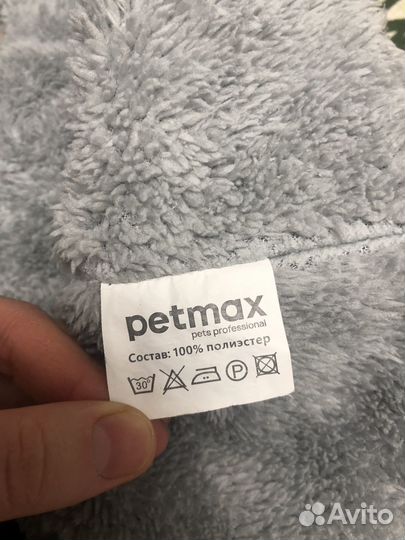 petmax
pets professional
Состав: 100% полиэстер
30°
P
Avito